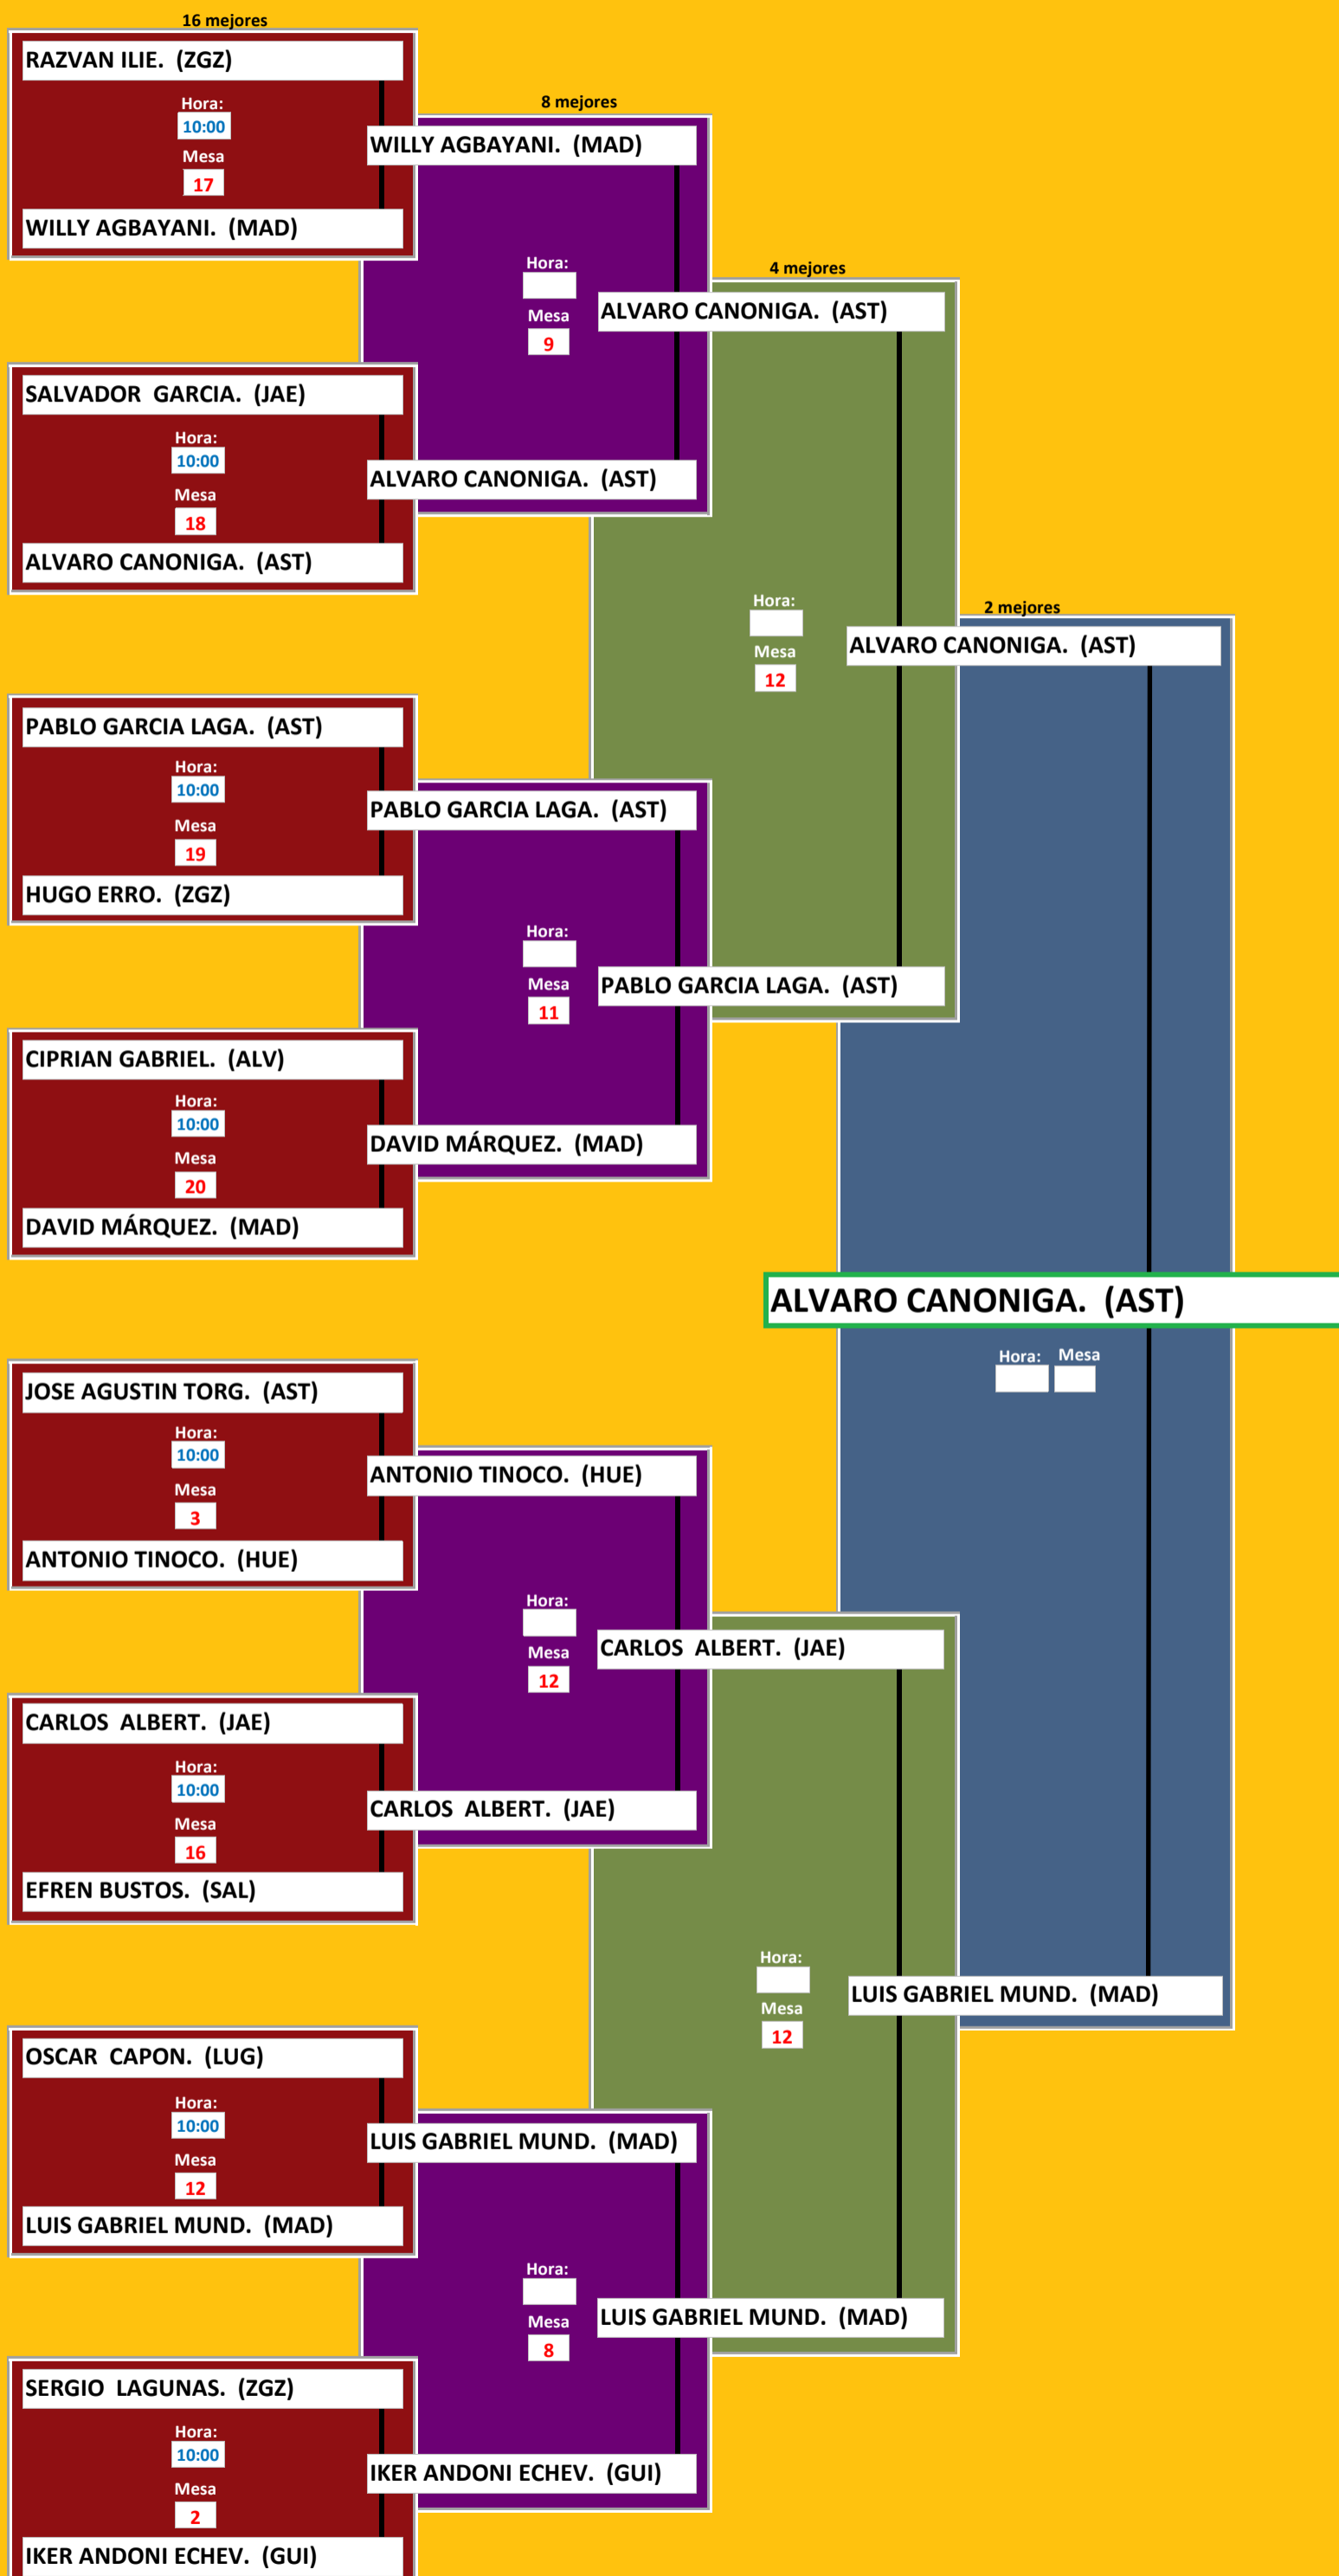 16 mejores
RAZVAN ILIE.  (ZGZ)
Hora:
10:00
Mesa
17
WILLY AGBAYANI.  (MAD)
SALVADOR  GARCIA.  (JAE)
Hora:
10:00
Mesa
18
ALVARO CANONIGA.  (AST)
PABLO GARCIA LAGA.  (AST)
Hora:
10:00
Mesa
19
HUGO ERRO.  (ZGZ)
CIPRIAN GABRIEL.  (ALV)
Hora:
10:00
Mesa
20
DAVID MÁRQUEZ.  (MAD)
JOSE AGUSTIN TORG.  (AST)
Hora:
10:00
Mesa
3
ANTONIO TINOCO.  (HUE)
CARLOS  ALBERT.  (JAE)
Hora:
10:00
Mesa
16
EFREN BUSTOS.  (SAL)
OSCAR  CAPON.  (LUG)
Hora:
10:00
Mesa
12
LUIS GABRIEL MUND.  (MAD)
SERGIO  LAGUNAS.  (ZGZ)
Hora:
10:00
Mesa
2
IKER ANDONI ECHEV.  (GUI)
8 mejores
WILLY AGBAYANI.  (MAD)
Hora:
Mesa
9
ALVARO CANONIGA.  (AST)
PABLO GARCIA LAGA.  (AST)
Hora:
Mesa
11
DAVID MÁRQUEZ.  (MAD)
ANTONIO TINOCO.  (HUE)
Hora:
Mesa
12
CARLOS  ALBERT.  (JAE)
LUIS GABRIEL MUND.  (MAD)
Hora:
Mesa
8
IKER ANDONI ECHEV.  (GUI)
4 mejores
ALVARO CANONIGA.  (AST)
Hora:
Mesa
12
PABLO GARCIA LAGA.  (AST)
CARLOS  ALBERT.  (JAE)
Hora:
Mesa
12
LUIS GABRIEL MUND.  (MAD)
2 mejores
ALVARO CANONIGA.  (AST)
ALVARO CANONIGA.  (AST)
Hora: Mesa
LUIS GABRIEL MUND.  (MAD)